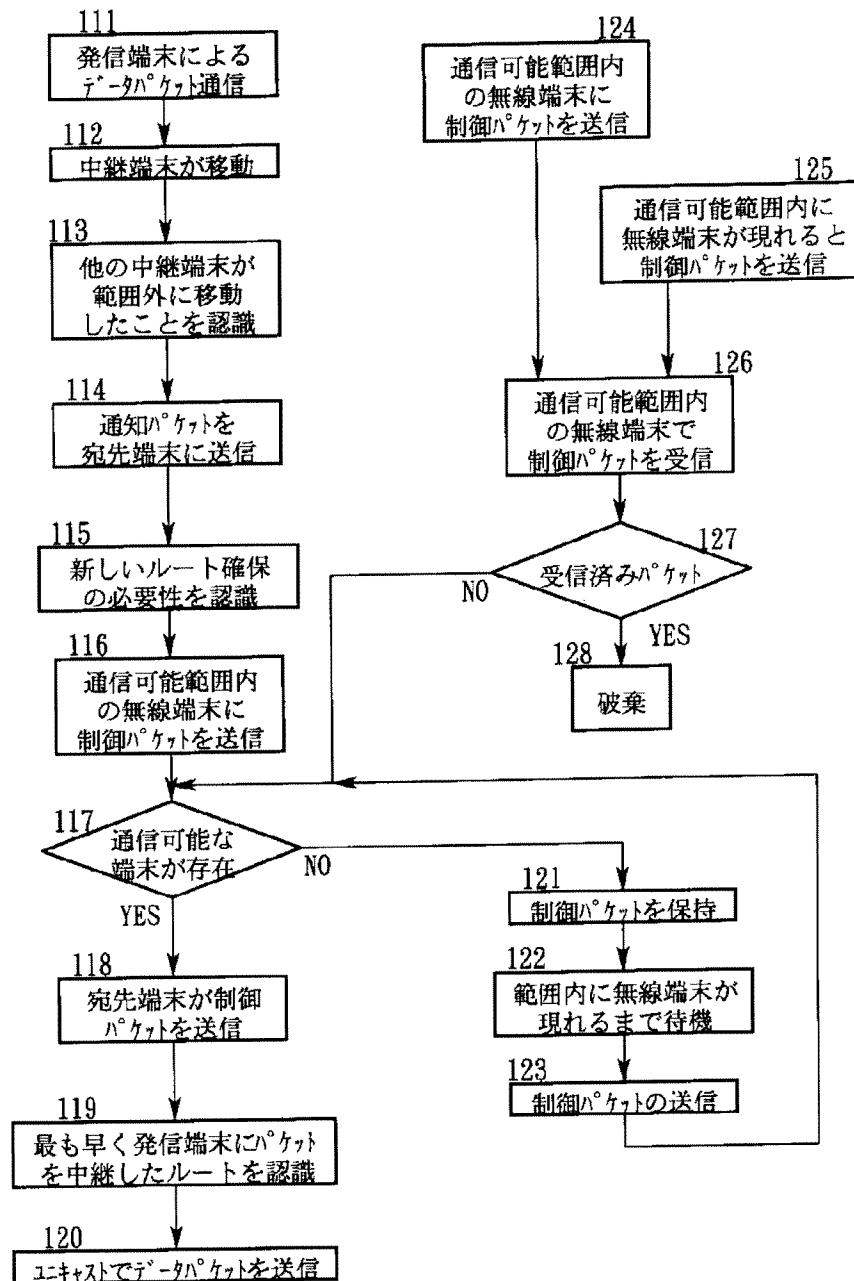 111
発信端末による
データパケット通信
112
中継端末が移動
113
他の中継端末が
範囲外に移動
したことを認識
114
通知パケットを
宛先端末に送信
115
新しいルート確保
の必要性を認識
116
通信可能範囲内
の無線端末に
制御パケットを送信
117
通信可能な
端末が存在
NO
YES
118
宛先端末が制御
パケットを送信
119
最も早く発信端末にパケット
を中継したルートを認識
120
ユニキャストでデータパケットを送信
121
制御パケットを保持
122
範囲内に無線端末が
現れるまで待機
123
制御パケットの送信
124
通信可能範囲内
の無線端末に
制御パケットを送信
125
通信可能範囲内に
無線端末が現れると
制御パケットを送信
126
通信可能範囲内
の無線端末で
制御パケットを受信
127
受信済みパケット
NO
YES
128
破棄